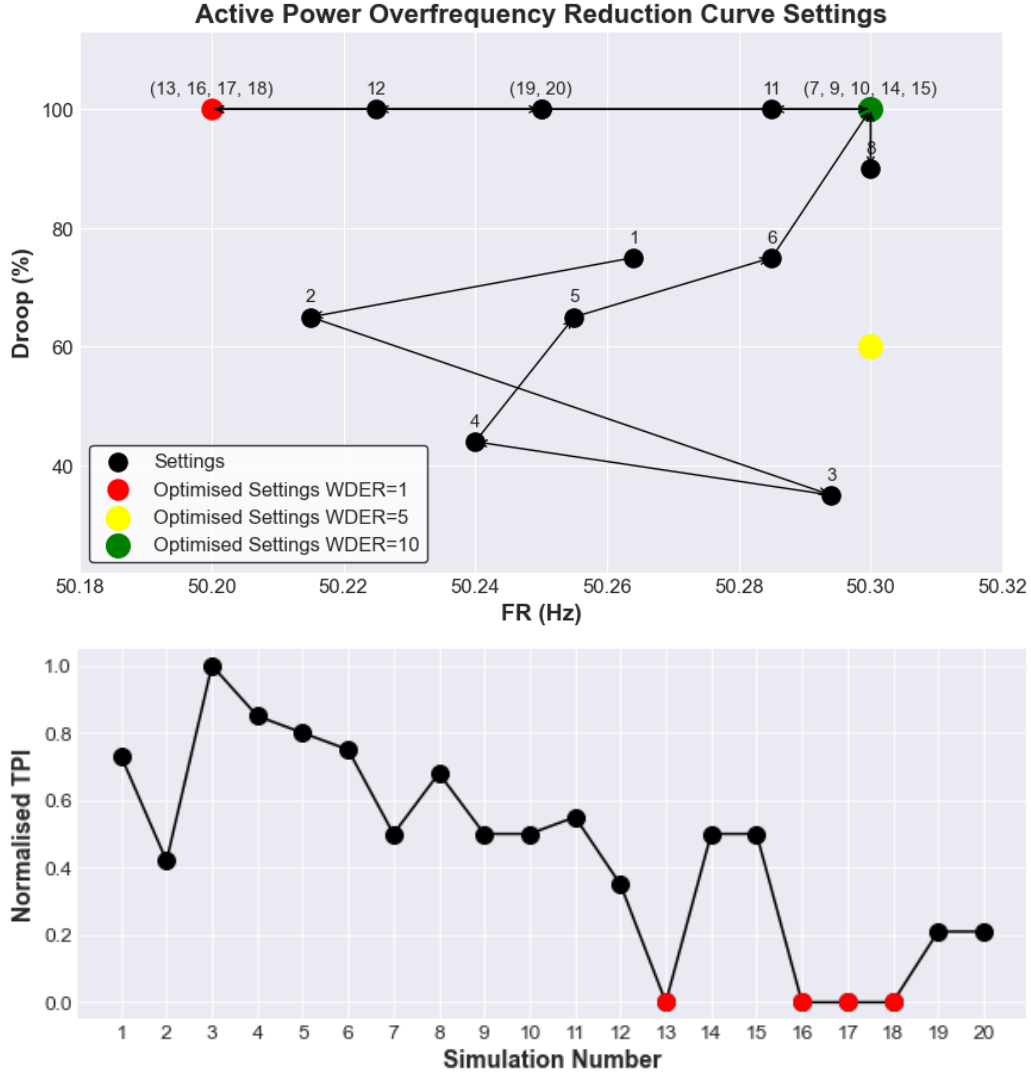 Active Power Overfrequency Reduction Curve Settings
(13, 16, 17, 18) 12 (19, 20) 11 (7, 9, 10, 14, 15)
100
8
80
1
6
2
5
60
4
3
40
Droop (%)
Settings
Optimised Settings WDER=1
Optimised Settings WDER=5
Optimised Settings WDER=10
50.18 50.20 50.22 50.24 50.26 50.28 50.30 50.32
FR (Hz)
1.0
0.8
0.6
0.4
0.2
0.0
Normalised TPI
1 2 3 4 5 6 7 8 9 10 11 12 13 14 15 16 17 18 19 20
Simulation Number